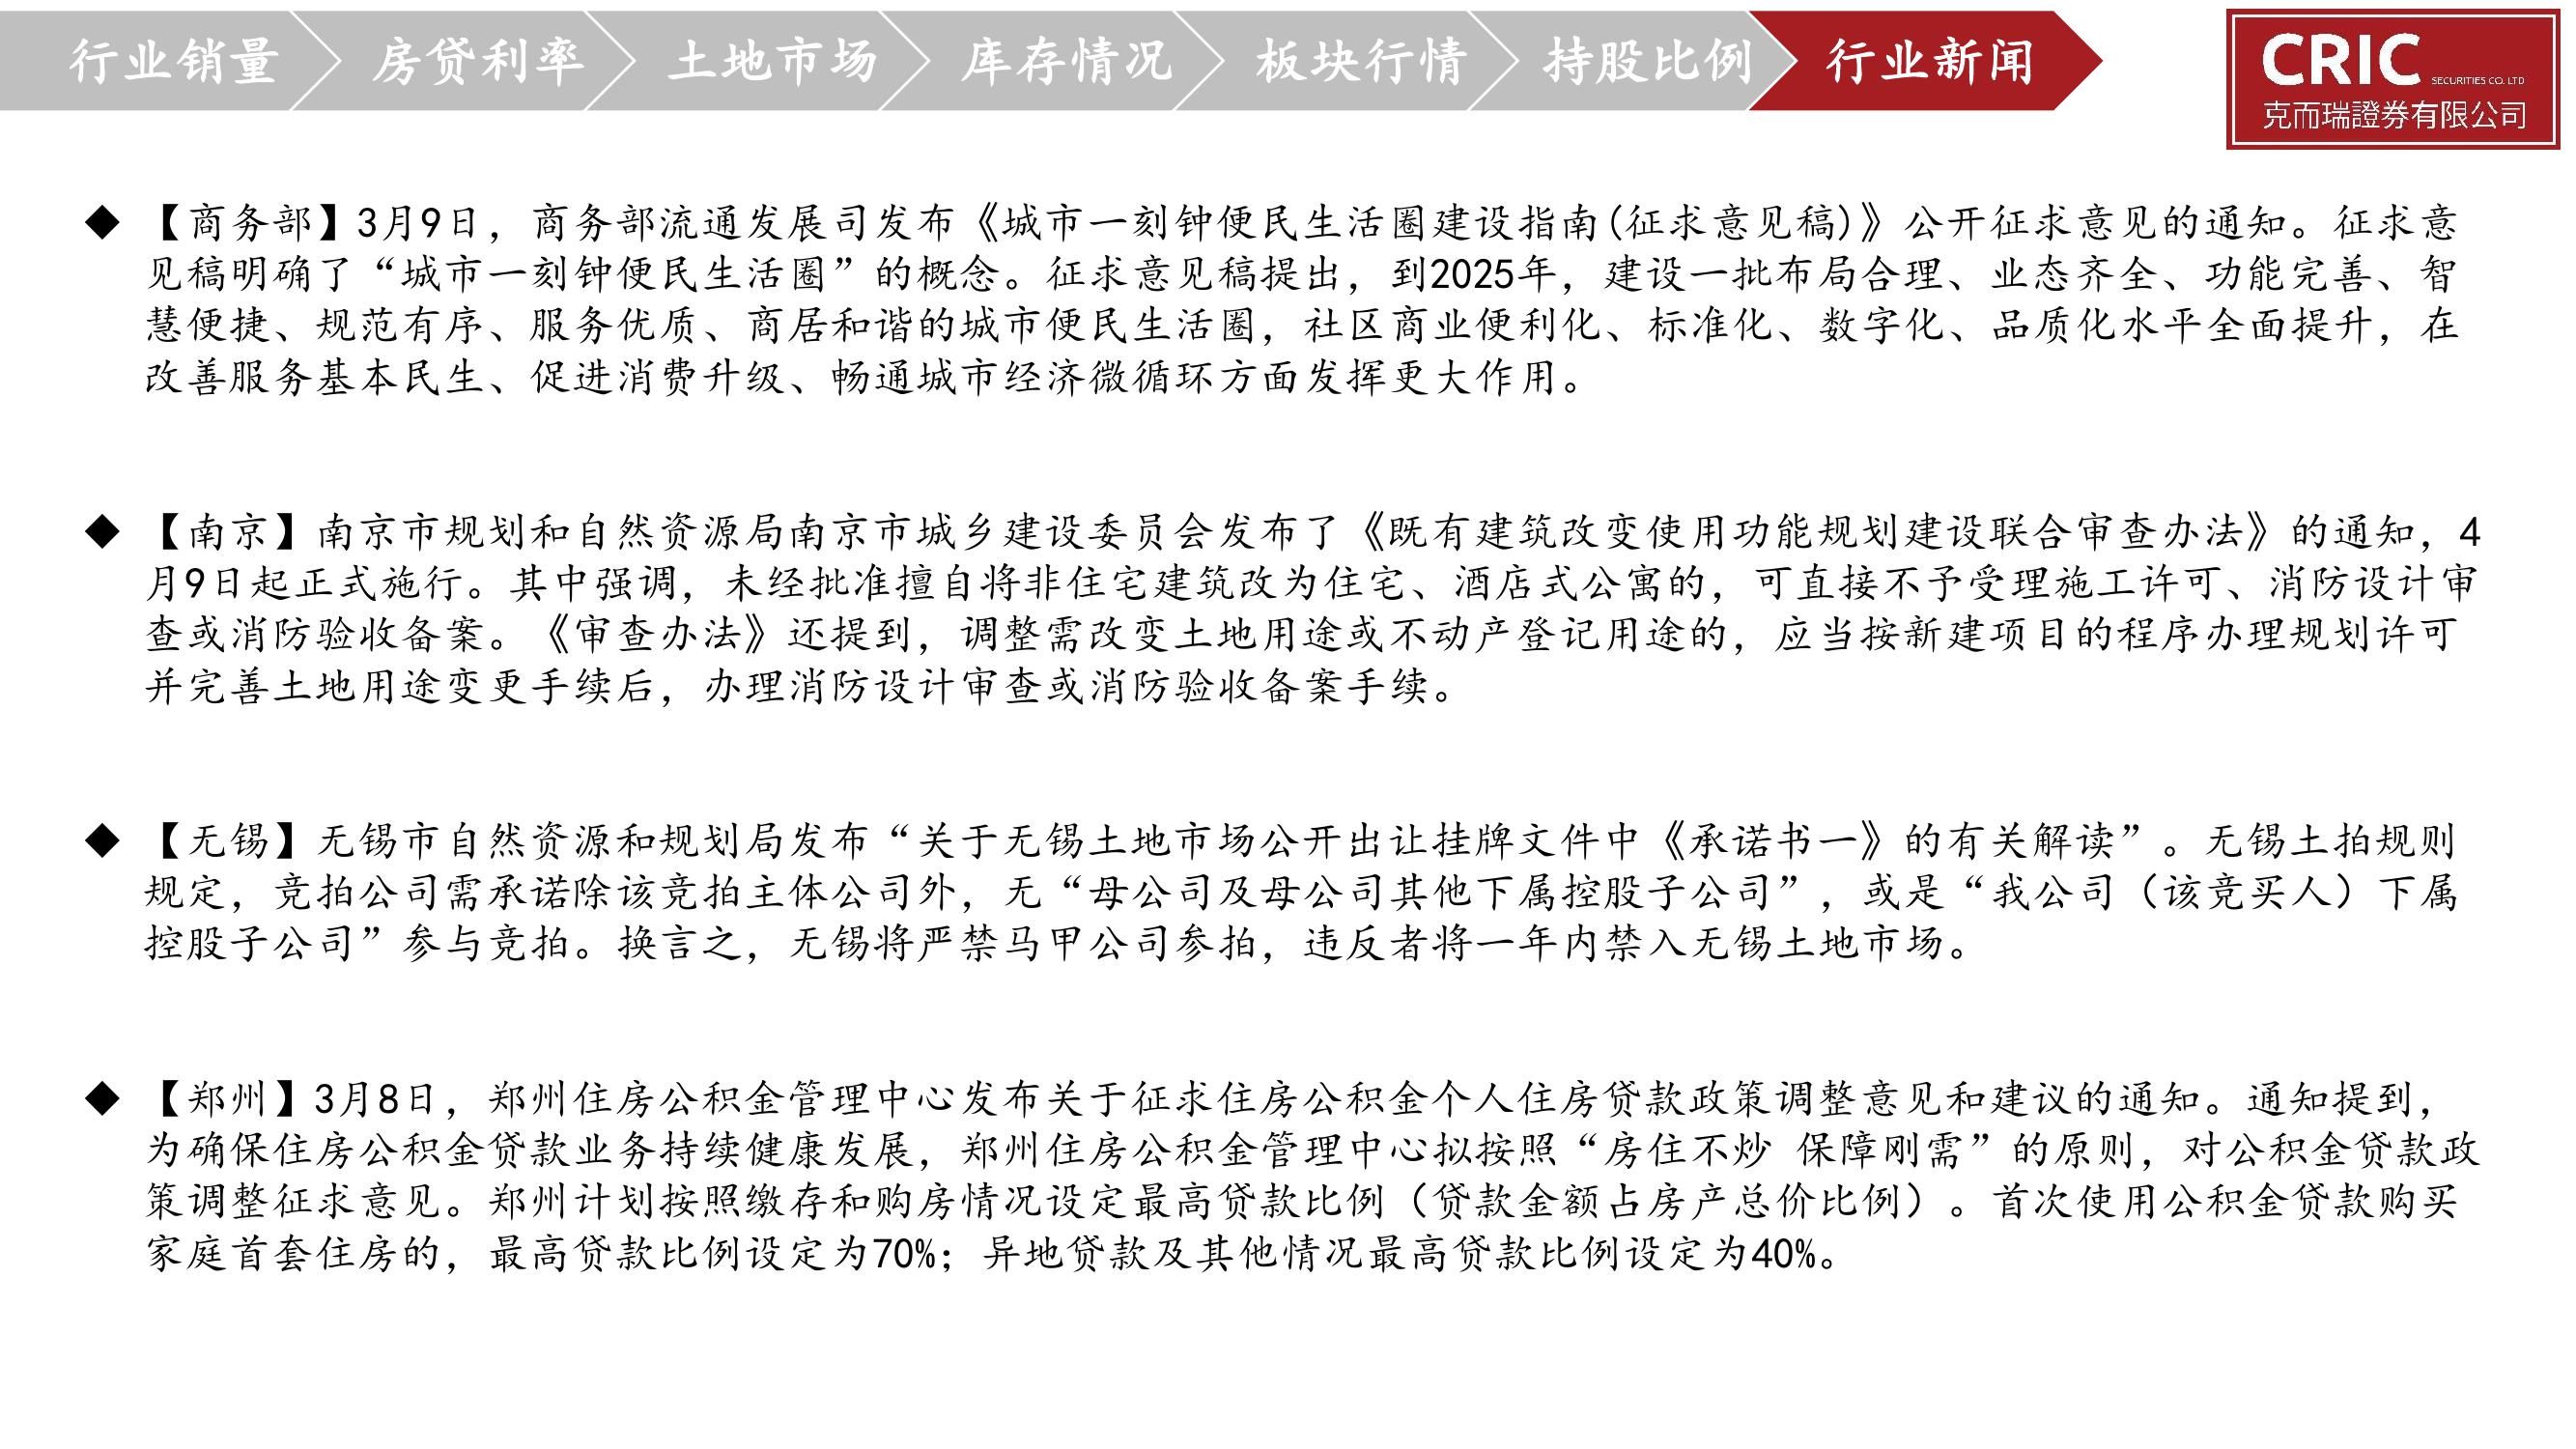 行业销量 房贷利率 土地市场 库存情况 板块行情 持股比例 行业新闻
CRIC SECURITIES CO. LTD
克而瑞證券有限公司
◆ 【商务部】3月9日，商务部流通发展司发布《城市一刻钟便民生活圈建设指南(征求意见稿)》公开征求意见的通知。征求意
见稿明确了“城市一刻钟便民生活圈”的概念。征求意见稿提出，到2025年，建设一批布局合理、业态齐全、功能完善、智
慧便捷、规范有序、服务优质、商居和谐的城市便民生活圈，社区商业便利化、标准化、数字化、品质化水平全面提升，在
改善服务基本民生、促进消费升级、畅通城市经济微循环方面发挥更大作用。
◆ 【南京】南京市规划和自然资源局南京市城乡建设委员会发布了《既有建筑改变使用功能规划建设联合审查办法》的通知，4
月9日起正式施行。其中强调，未经批准擅自将非住宅建筑改为住宅、酒店式公寓的，可直接不予受理施工许可、消防设计审
查或消防验收备案。《审查办法》还提到，调整需改变土地用途或不动产登记用途的，应当按新建项目的程序办理规划许可
并完善土地用途变更手续后，办理消防设计审查或消防验收备案手续。
◆ 【无锡】无锡市自然资源和规划局发布“关于无锡土地市场公开出让挂牌文件中《承诺书一》的有关解读”。无锡土拍规则
规定，竞拍公司需承诺除该竞拍主体公司外，无“母公司及母公司其他下属控股子公司”，或是“我公司（该竞买人）下属
控股子公司”参与竞拍。换言之，无锡将严禁马甲公司参拍，违反者将一年内禁入无锡土地市场。
◆ 【郑州】3月8日，郑州住房公积金管理中心发布关于征求住房公积金个人住房贷款政策调整意见和建议的通知。通知提到，
为确保住房公积金贷款业务持续健康发展，郑州住房公积金管理中心拟按照“房住不炒 保障刚需”的原则，对公积金贷款政
策调整征求意见。郑州计划按照缴存和购房情况设定最高贷款比例（贷款金额占房产总价比例）。首次使用公积金贷款购买
家庭首套住房的，最高贷款比例设定为70%；异地贷款及其他情况最高贷款比例设定为40%。